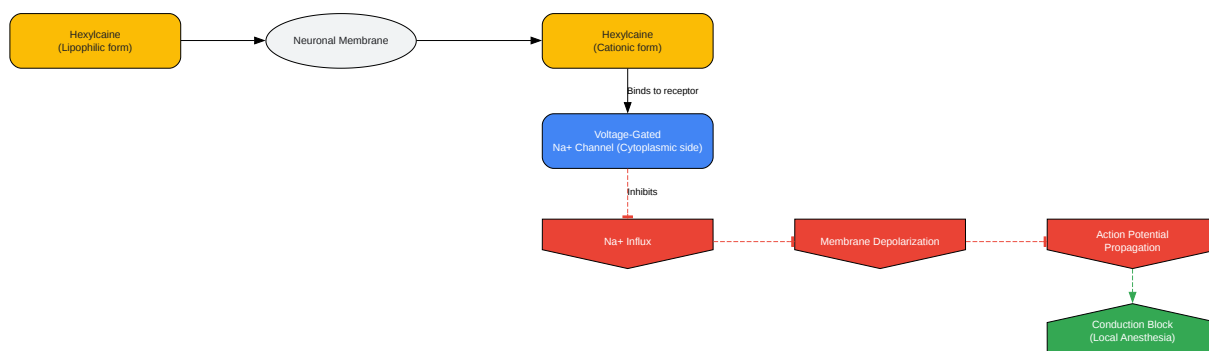 Hexylcaine
(Lipophilic form)
Neuronal Membrane
Hexylcaine
(Cationic form)
Binds to receptor
Voltage-Gated
Na+ Channel (Cytoplasmic side)
Inhibits
Na+ Influx
Membrane Depolarization
Action Potential
Propagation
Conduction Block
(Local Anesthesia)